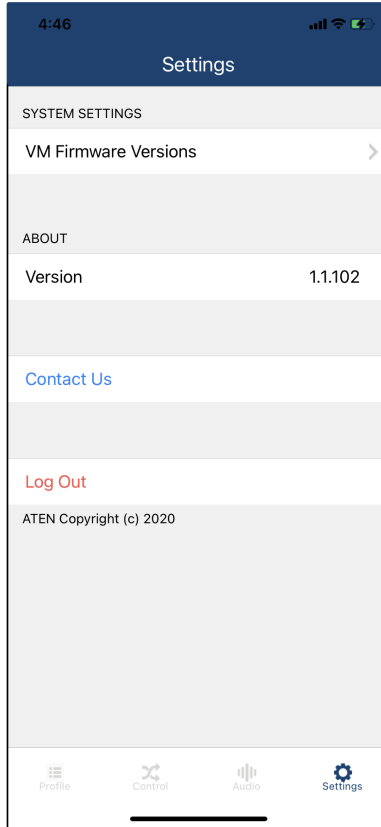 4:46
Settings
SYSTEM SETTINGS
VM Firmware Versions
ABOUT
Version 1.1.102
Contact Us
Log Out
ATEN Copyright (c) 2020
Profile Control Audio Settings